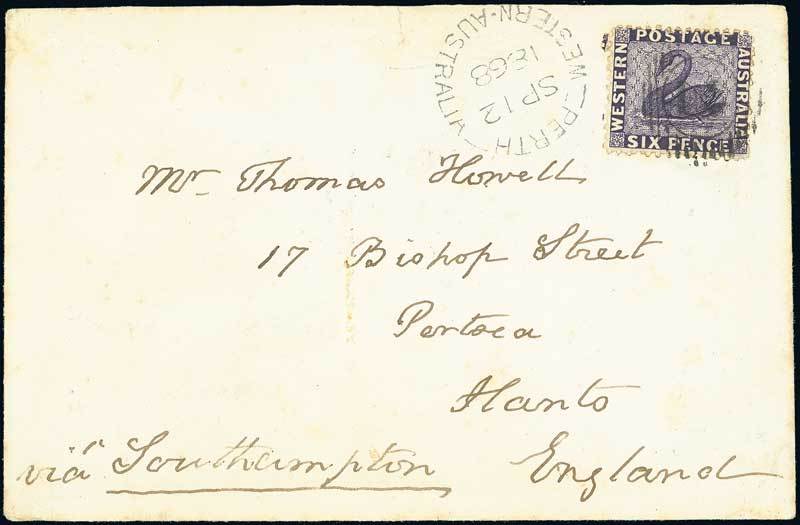 PERTH
WESTERN-AUSTRALIA
SP 12
1868
POSTAGE
WESTERN
AUSTRALIA
SIX PENCE
Mr Thomas Howell
17 Bishop Street
Portsea
Hants
England
viâ Southampton